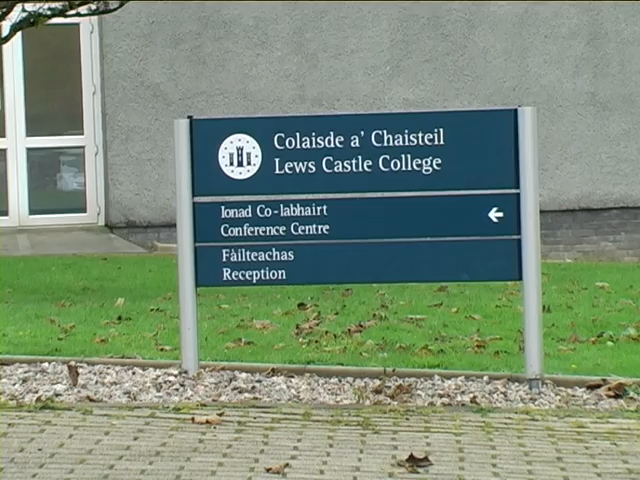 Colaisde a' Chaisteil
Lews Castle College
Ionad Co-labhairt
Conference Centre
Fàilteachas
Reception